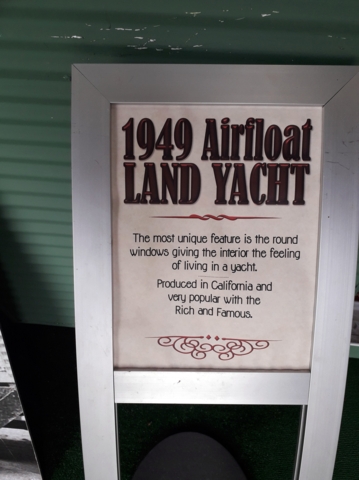 1949 Airfloat
LAND YACHT
The most unique feature is the round
windows giving the interior the feeling
of living in a yacht.
Produced in California and
very popular with the
Rich and Famous.